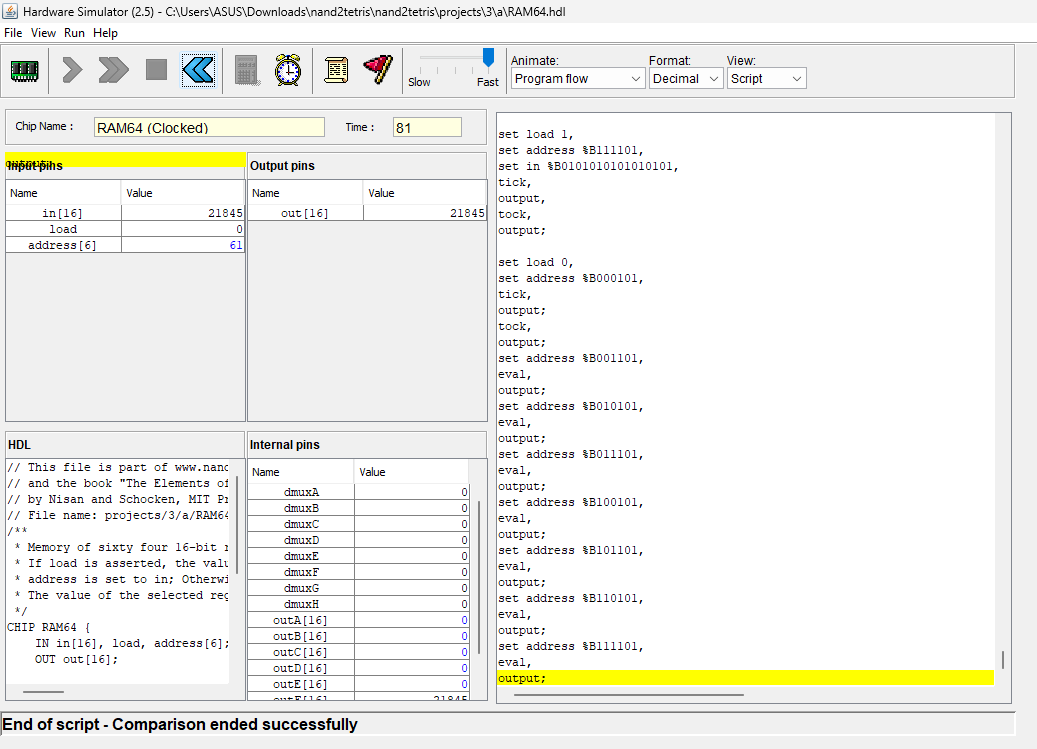 Hardware Simulator (2.5) - C:\Users\ASUS\Downloads\nand2tetris\nand2tetris\projects\3\a\RAM64.hdl
File View Run Help
Slow Fast
Animate:
Program flow
Format:
Decimal
View:
Script
Chip Name :
RAM64 (Clocked)
Time :
81
Input pins
Name Value
in[16] 21845
load 0
address[6] 61
Output pins
Name Value
out[16] 21845
HDL
// This file is part of www.nand
// and the book "The Elements of
// by Nisan and Schocken, MIT Pr
// File name: projects/3/a/RAM64
/**
* Memory of sixty four 16-bit r
* If load is asserted, the valu
* address is set to in; Otherwi
* The value of the selected reg
*/
CHIP RAM64 {
IN in[16], load, address[6];
OUT out[16];
Internal pins
Name Value
dmuxA 0
dmuxB 0
dmuxC 0
dmuxD 0
dmuxE 0
dmuxF 0
dmuxG 0
dmuxH 0
outA[16] 0
outB[16] 0
outC[16] 0
outD[16] 0
outE[16] 0
outF[16] 21845
set load 1,
set address %B111101,
set in %B0101010101010101,
tick,
output,
tock,
output;
set load 0,
set address %B000101,
tick,
output;
tock,
output;
set address %B001101,
eval,
output;
set address %B010101,
eval,
output;
set address %B011101,
eval,
output;
set address %B100101,
eval,
output;
set address %B101101,
eval,
output;
set address %B110101,
eval,
output;
set address %B111101,
eval,
output;
End of script - Comparison ended successfully